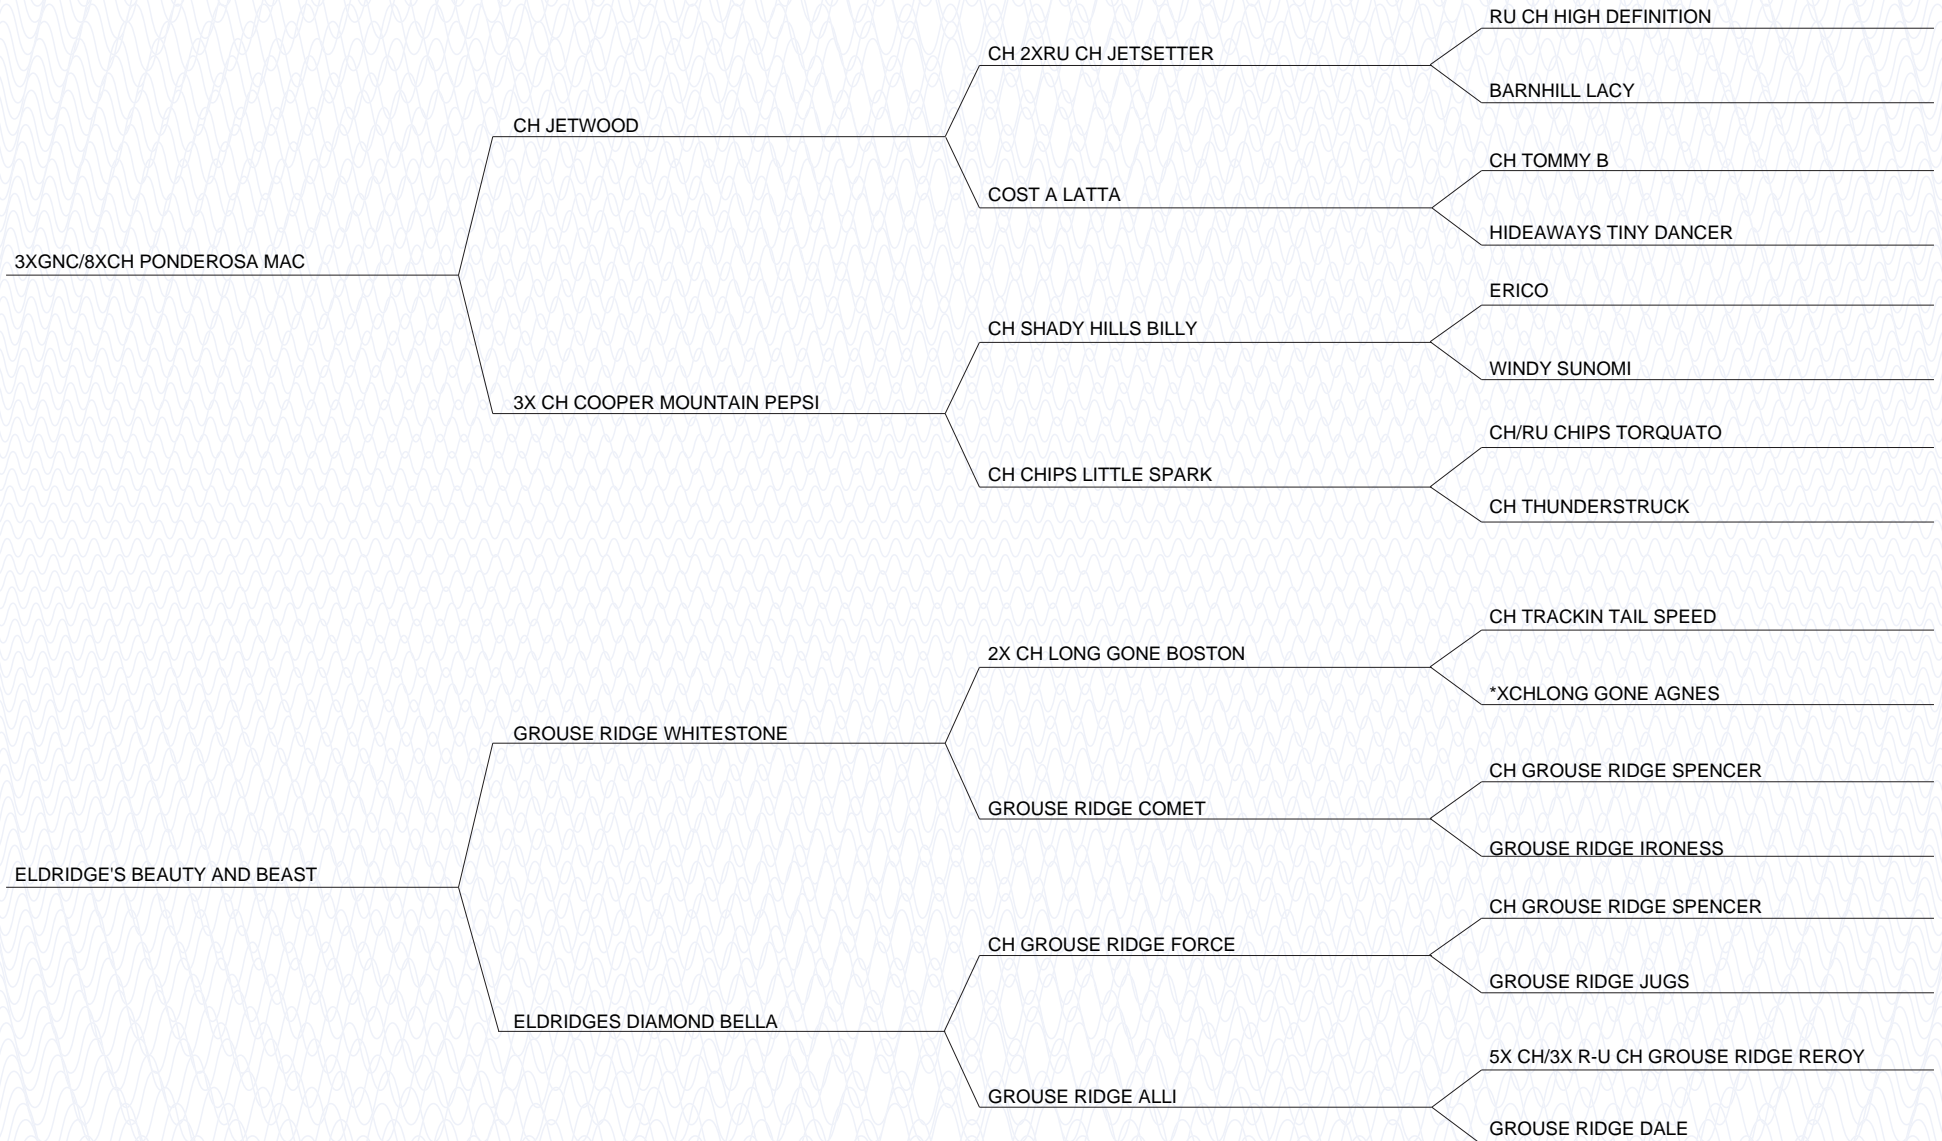 RU CH HIGH DEFINITION
CH 2XRU CH JETSETTER
BARNHILL LACY
CH JETWOOD
CH TOMMY B
COST A LATTA
HIDEAWAYS TINY DANCER
3XGNC/8XCH PONDEROSA MAC
ERICO
CH SHADY HILLS BILLY
WINDY SUNOMI
3X CH COOPER MOUNTAIN PEPSI
CH/RU CHIPS TORQUATO
CH CHIPS LITTLE SPARK
CH THUNDERSTRUCK
CH TRACKIN TAIL SPEED
2X CH LONG GONE BOSTON
*XCHLONG GONE AGNES
GROUSE RIDGE WHITESTONE
CH GROUSE RIDGE SPENCER
GROUSE RIDGE COMET
GROUSE RIDGE IRONESS
ELDRIDGE'S BEAUTY AND BEAST
CH GROUSE RIDGE SPENCER
CH GROUSE RIDGE FORCE
GROUSE RIDGE JUGS
ELDRIDGES DIAMOND BELLA
5X CH/3X R-U CH GROUSE RIDGE REROY
GROUSE RIDGE ALLI
GROUSE RIDGE DALE